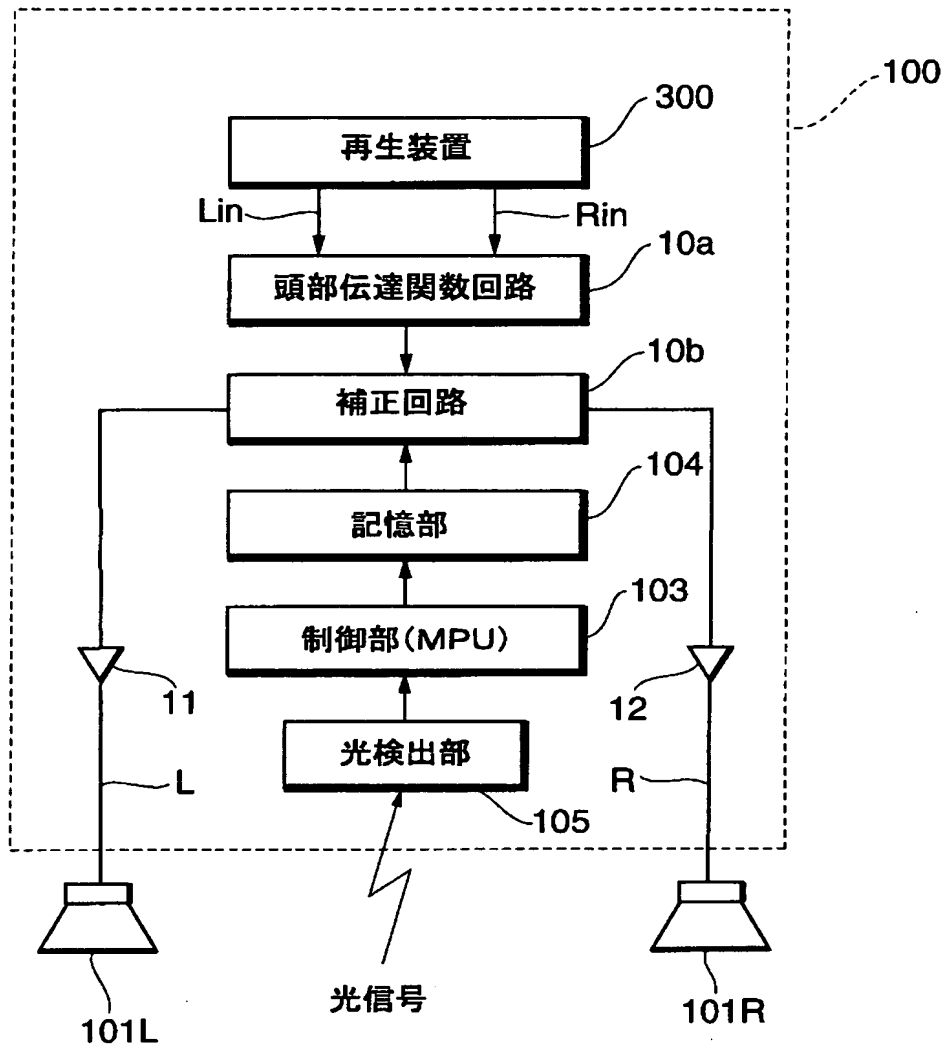 100
300
再生装置
Lin
Rin
10a
頭部伝達関数回路
10b
補正回路
104
記憶部
103
制御部(MPU)
11
12
光検出部
L
R
105
光信号
101L
101R